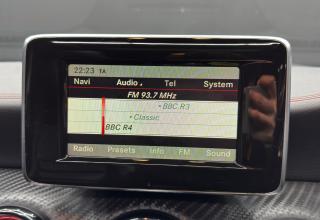 22:23 TA
Navi Audio Tel System
FM 93.7 MHz
BBC R3
Classic
BBC R4
Radio Presets Info FM Sound